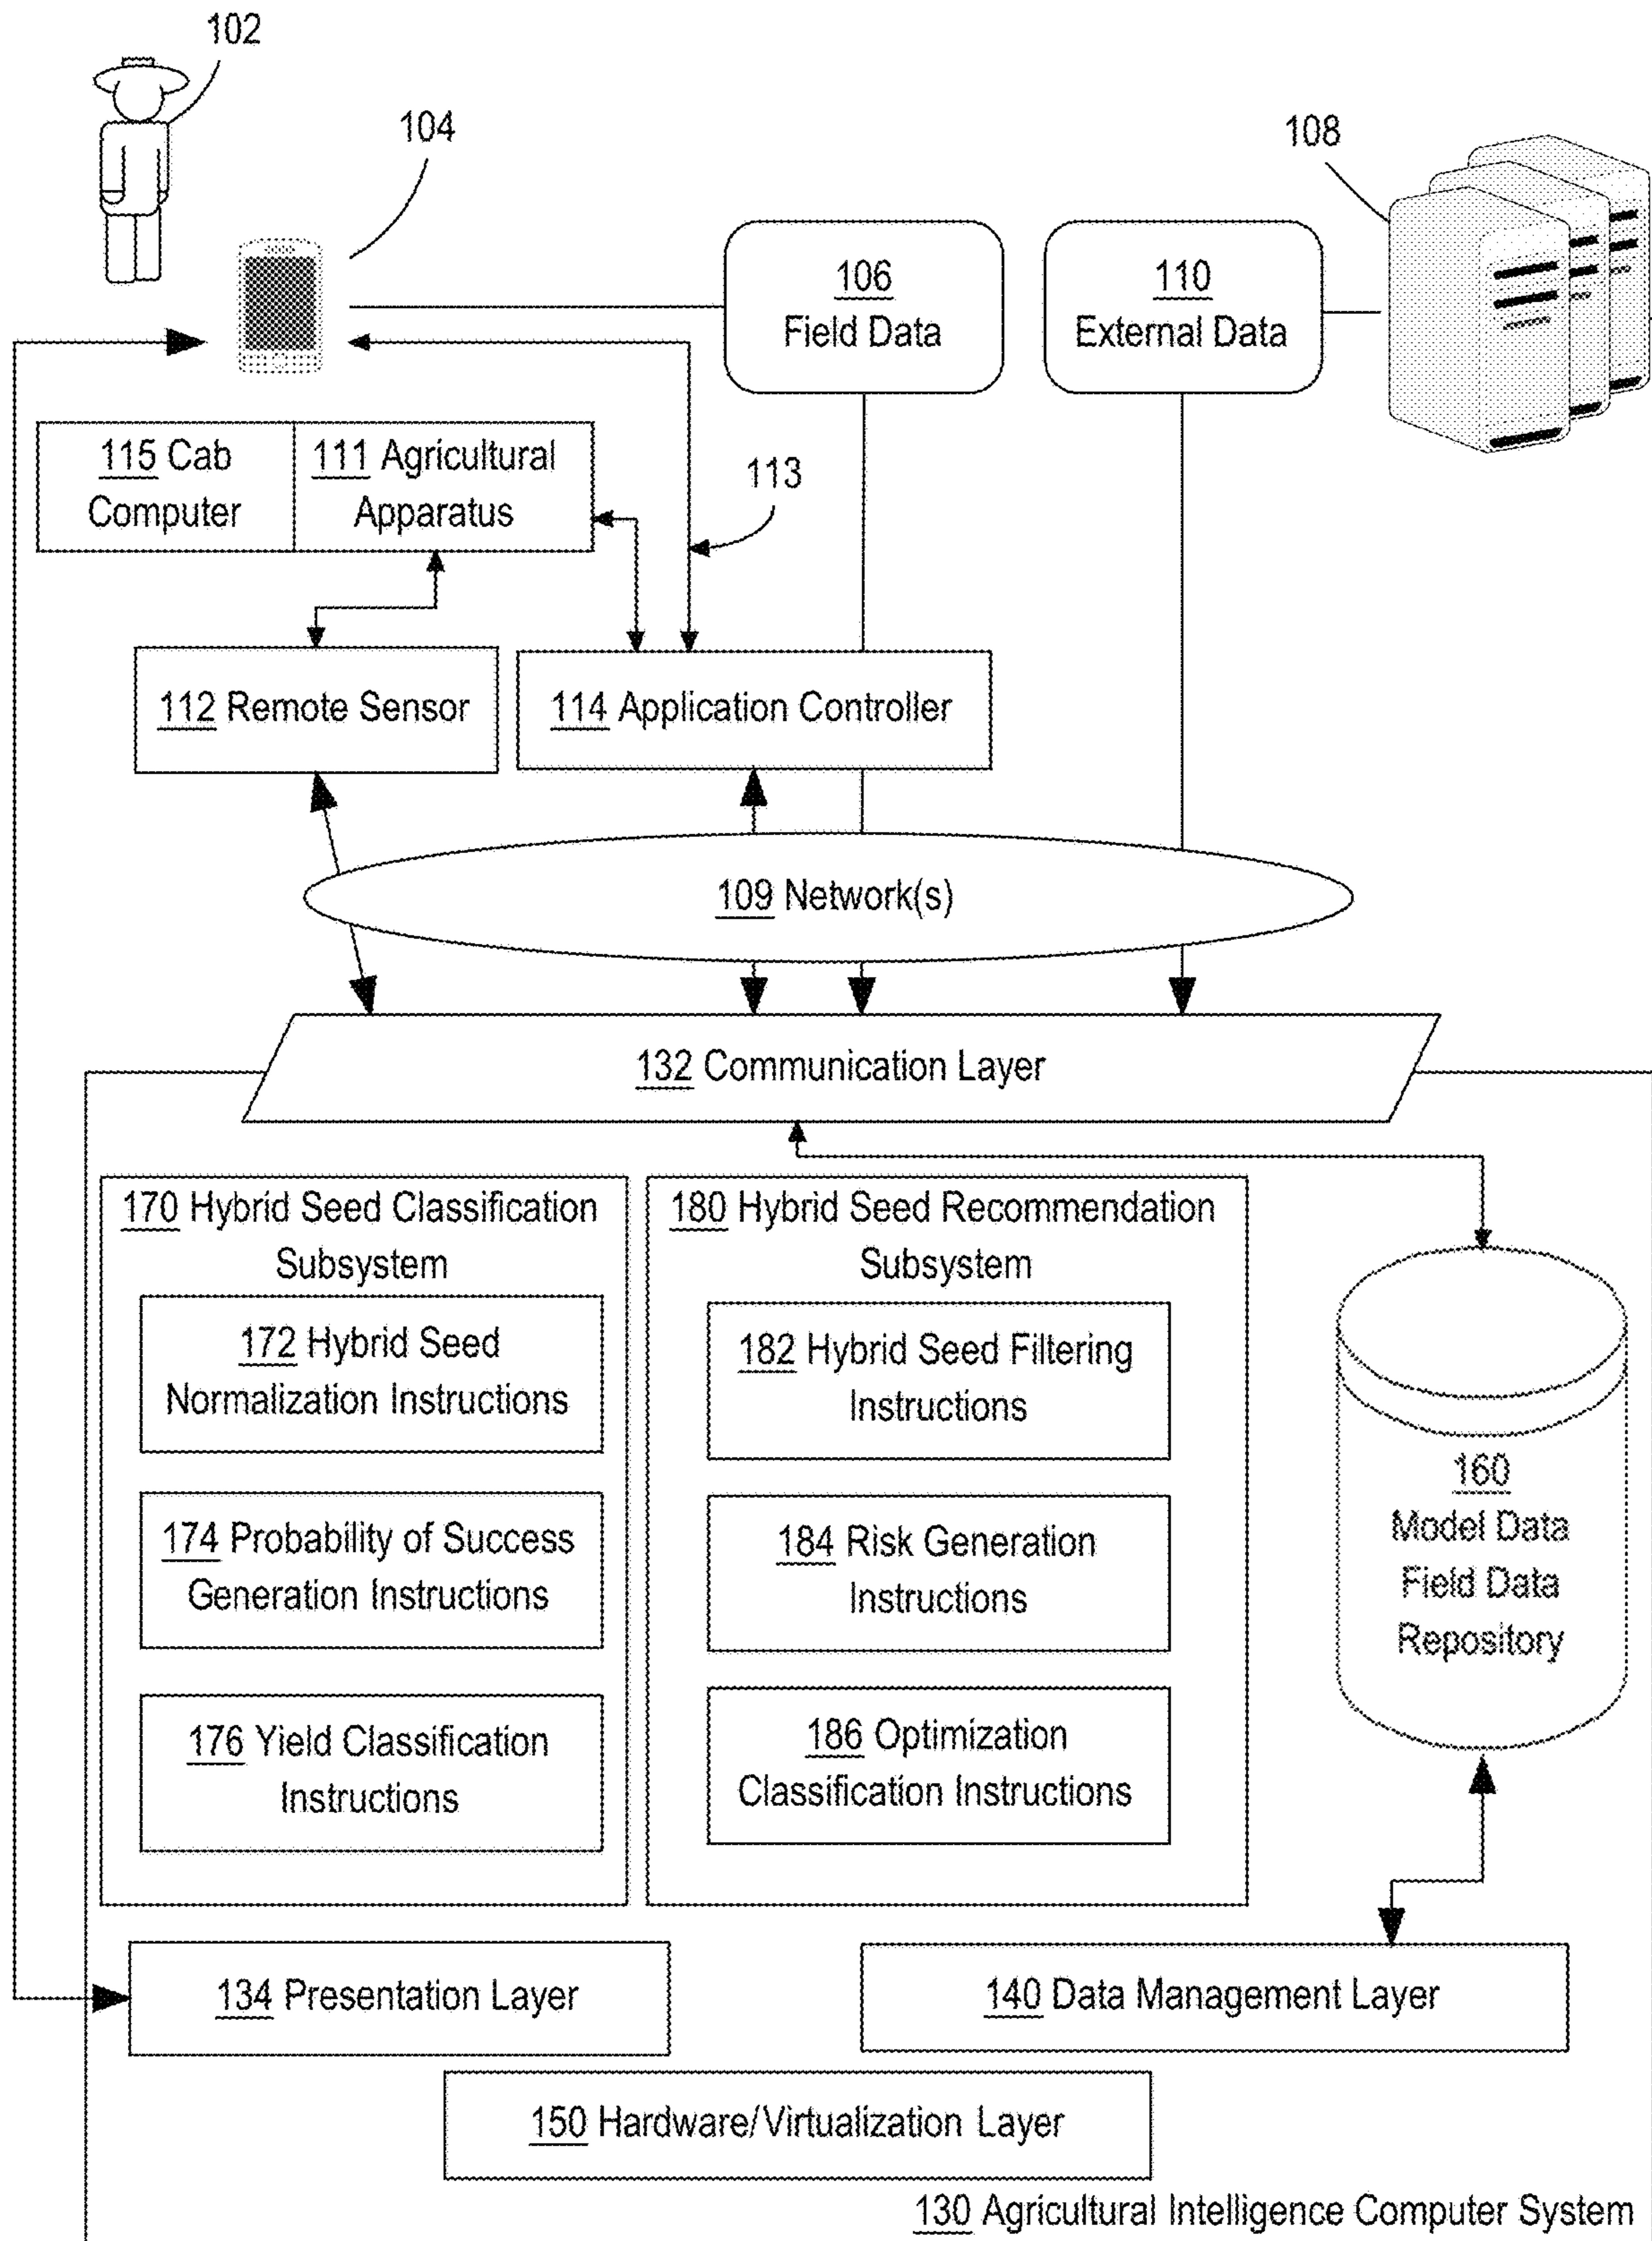 102
104
108
106
Field Data
110
External Data
115 Cab
Computer
111 Agricultural
Apparatus
113
112 Remote Sensor
114 Application Controller
109 Network(s)
132 Communication Layer
170 Hybrid Seed Classification
Subsystem
172 Hybrid Seed
Normalization Instructions
174 Probability of Success
Generation Instructions
176 Yield Classification
Instructions
180 Hybrid Seed Recommendation
Subsystem
182 Hybrid Seed Filtering
Instructions
184 Risk Generation
Instructions
186 Optimization
Classification Instructions
160
Model Data
Field Data
Repository
134 Presentation Layer
140 Data Management Layer
150 Hardware/Virtualization Layer
130 Agricultural Intelligence Computer System